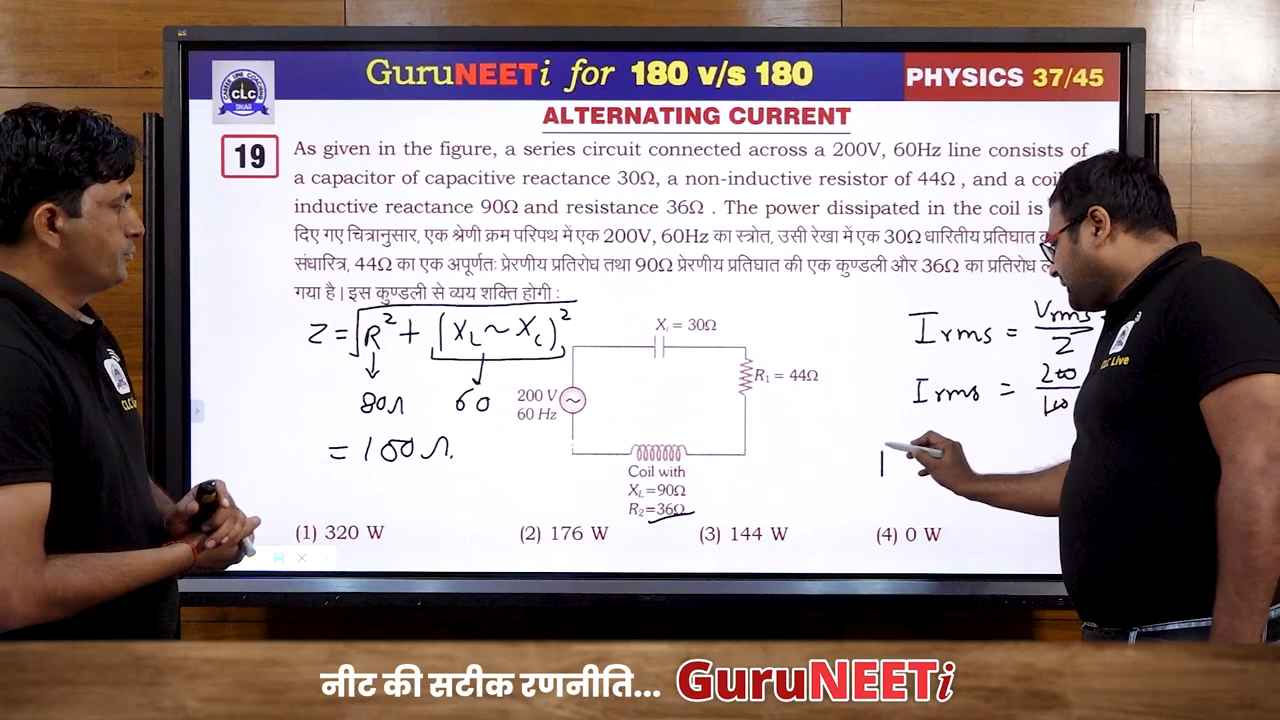 GuruNEETi for 180 v/s 180
PHYSICS 37/45
CLC
SIKAR
ALTERNATING CURRENT
19
As given in the figure, a series circuit connected across a 200V, 60Hz line consists of
a capacitor of capacitive reactance 30Ω, a non-inductive resistor of 44Ω , and a coil
inductive reactance 90Ω and resistance 36Ω . The power dissipated in the coil is
दिए गए चित्रानुसार, एक श्रेणी क्रम परिपथ में एक 200V, 60Hz का स्त्रोत, उसी रेखा में एक 30Ω धारितीय प्रतिघात
संधारित्र, 44Ω का एक अपूर्णतः प्रेरणीय प्रतिरोध तथा 90Ω प्रेरणीय प्रतिघात की एक कुण्डली और 36Ω का प्रतिरोध
गया है। इस कुण्डली से व्यय शक्ति होगी :
Z = √R² + (XL ~ XC)²
80Ω 60
= 100Ω.
Irms = Vrms/Z
Irms = 200/100
X = 30Ω
R₁ = 44Ω
200 V
60 Hz
Coil with
XL=90Ω
R₂=36Ω
(1) 320 W (2) 176 W (3) 144 W (4) 0 W
CLC Live
नीट की सटीक रणनीति... GuruNEETi